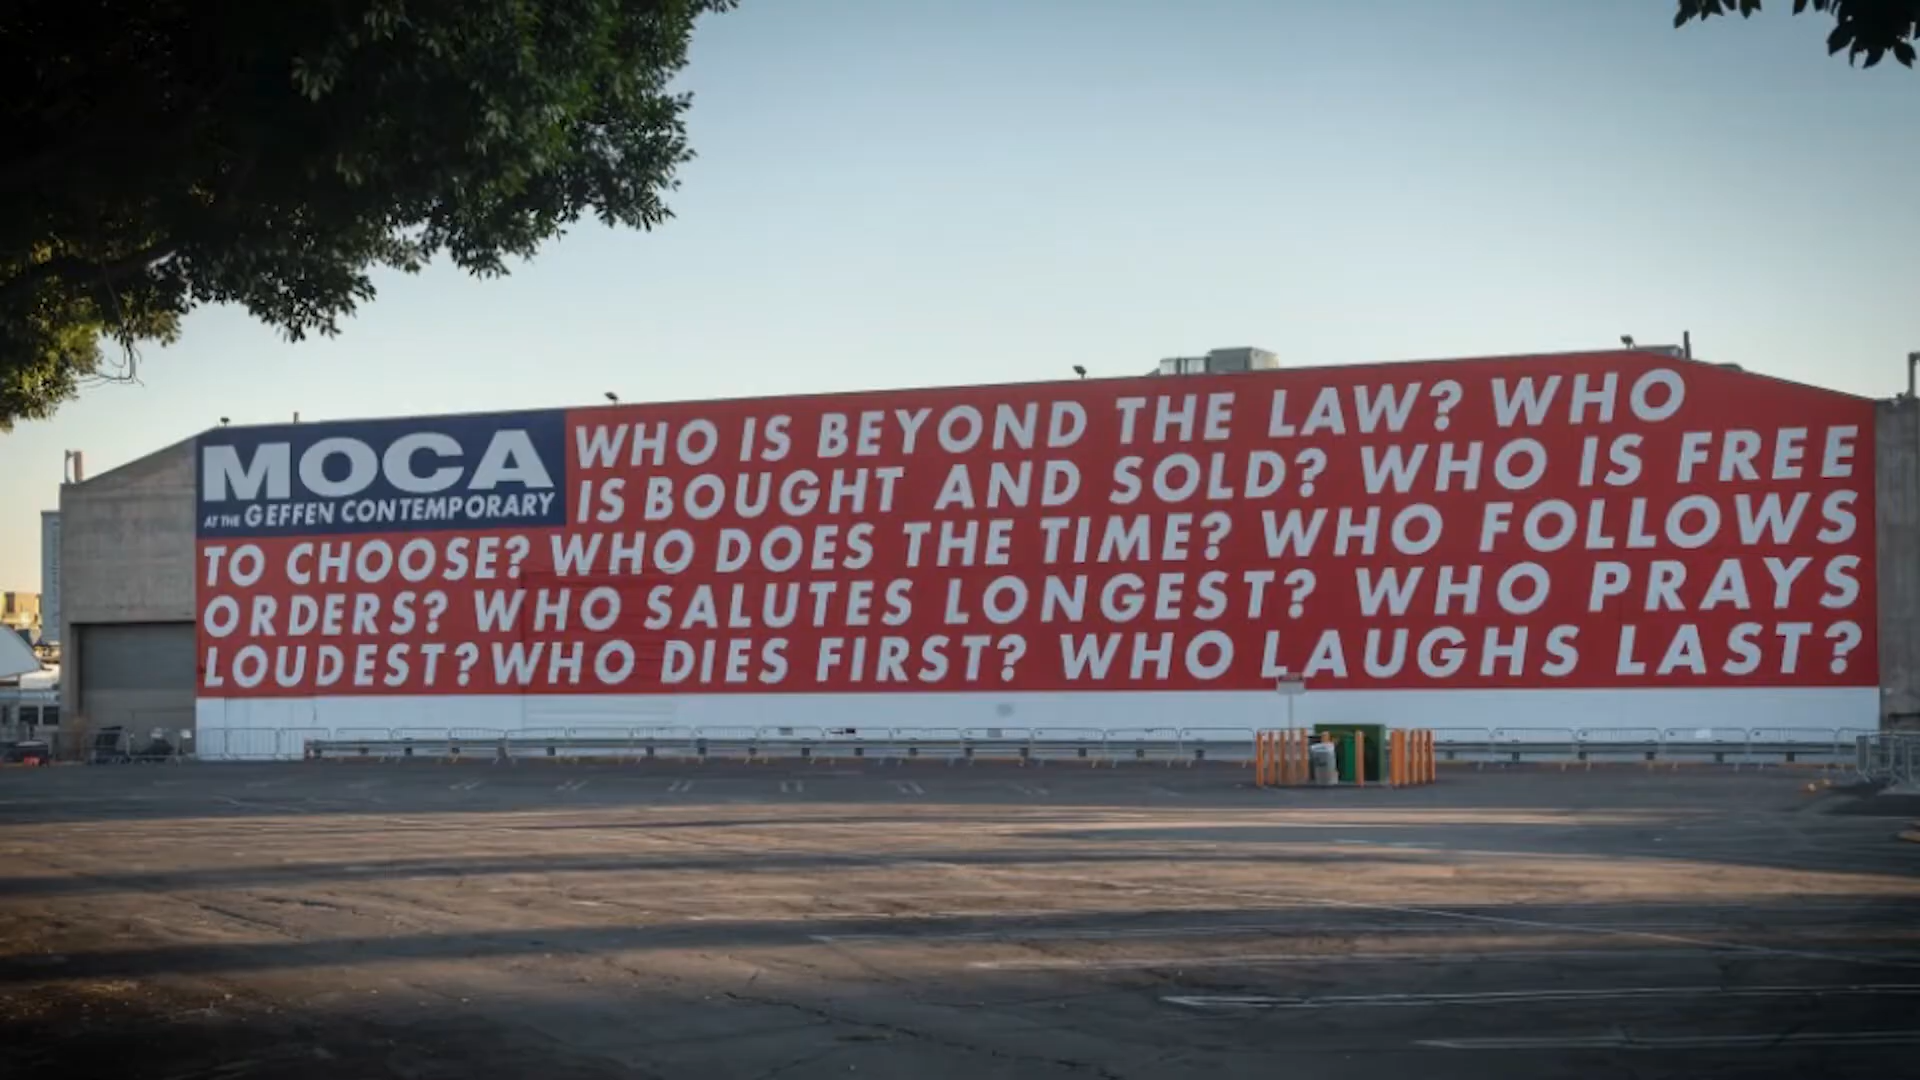 MOCA
AT THE GEFFEN CONTEMPORARY
WHO IS BEYOND THE LAW? WHO
IS BOUGHT AND SOLD? WHO IS FREE
TO CHOOSE? WHO DOES THE TIME? WHO FOLLOWS
ORDERS? WHO SALUTES LONGEST? WHO PRAYS
LOUDEST? WHO DIES FIRST? WHO LAUGHS LAST?